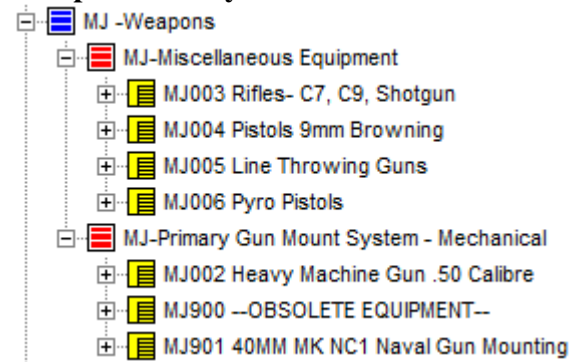 MJ -Weapons
MJ-Miscellaneous Equipment
MJ003 Rifles- C7, C9, Shotgun
MJ004 Pistols 9mm Browning
MJ005 Line Throwing Guns
MJ006 Pyro Pistols
MJ-Primary Gun Mount System - Mechanical
MJ002 Heavy Machine Gun .50 Calibre
MJ900 --OBSOLETE EQUIPMENT--
MJ901 40MM MK NC1 Naval Gun Mounting